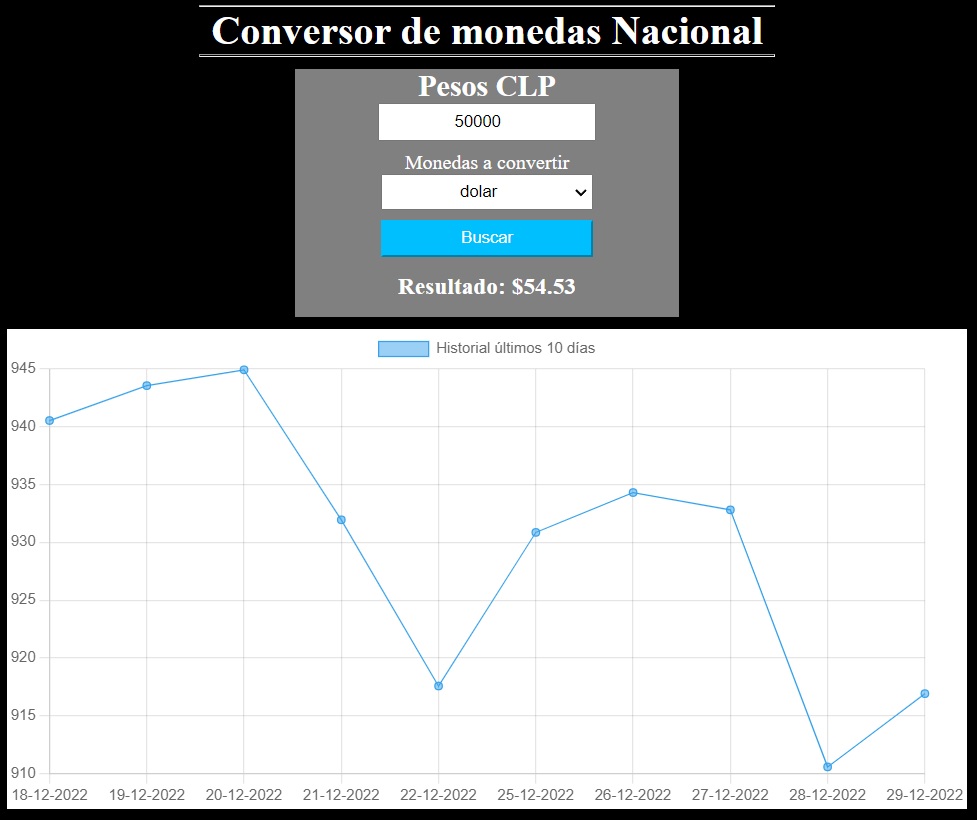 Conversor de monedas Nacional
Pesos CLP
50000
Monedas a convertir
dolar
Buscar
Resultado: $54.53
Historial últimos 10 días
945
940
935
930
925
920
915
910
18-12-2022 19-12-2022 20-12-2022 21-12-2022 22-12-2022 25-12-2022 26-12-2022 27-12-2022 28-12-2022 29-12-2022